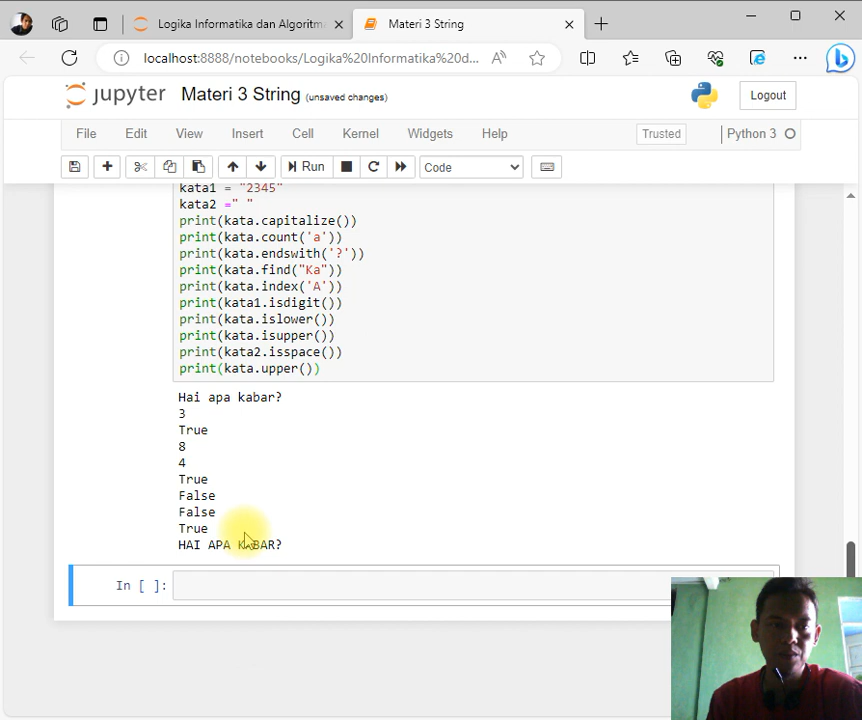 Logika Informatika dan Algoritm
Materi 3 String
localhost:8888/notebooks/Logika%20Informatika%20d...
jupyter
Materi 3 String (unsaved changes)
Logout
File Edit View Insert Cell Kernel Widgets Help
Trusted
Python 3
Run
Code
kata1 = "2345"
kata2 =" "
print(kata.capitalize())
print(kata.count('a'))
print(kata.endswith('?'))
print(kata.find("Ka"))
print(kata.index('A'))
print(kata1.isdigit())
print(kata.islower())
print(kata.isupper())
print(kata2.isspace())
print(kata.upper())
Hai apa kabar?
3
True
8
4
True
False
False
True
HAI APA KABAR?
In [ ]: